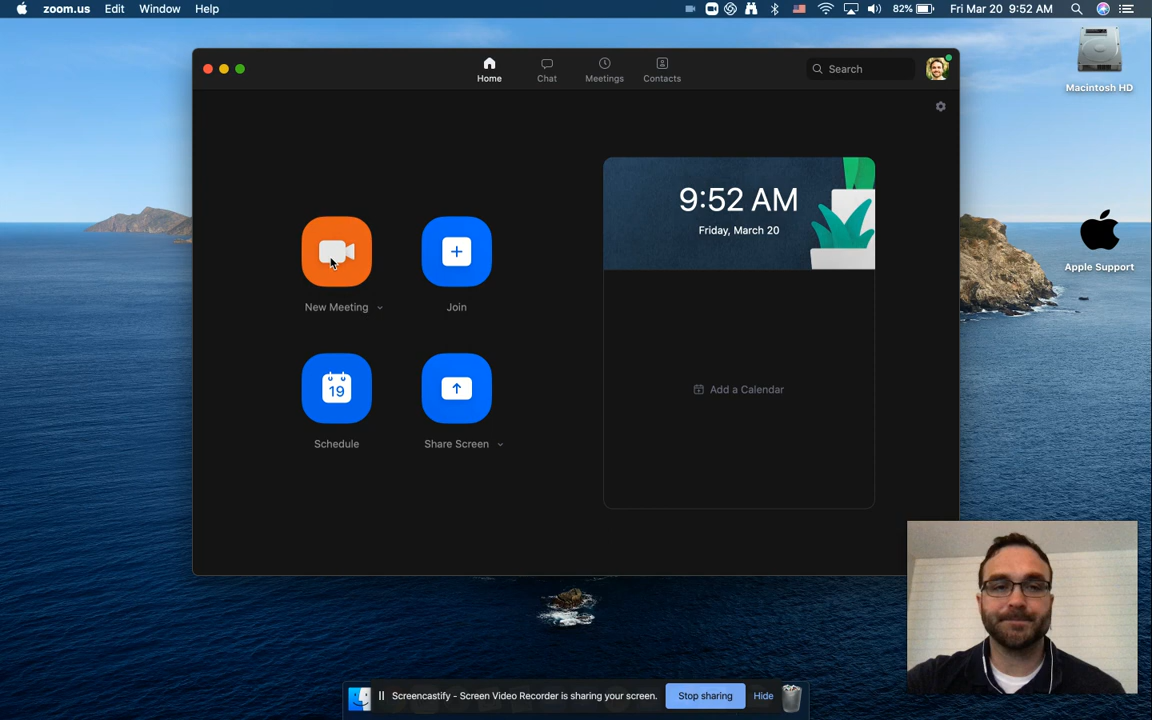 zoom.us Edit Window Help 82% Fri Mar 20 9:52 AM
Home Chat Meetings Contacts
Search
Macintosh HD
9:52 AM
Friday, March 20
New Meeting
Join
Apple Support
19
Add a Calendar
Schedule
Share Screen
Screencastify - Screen Video Recorder is sharing your screen. Stop sharing Hide